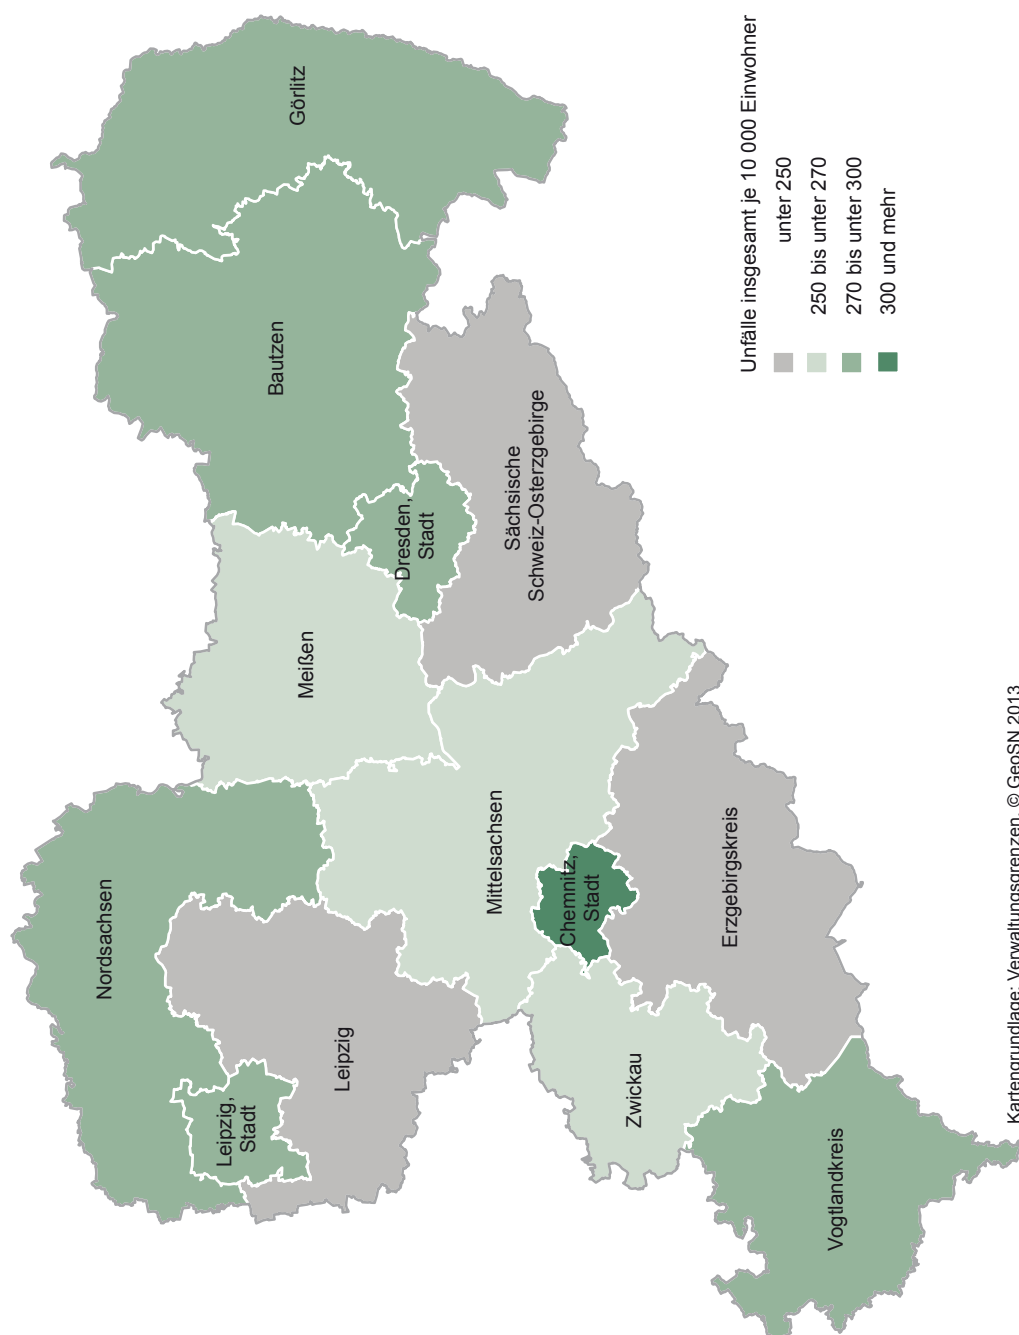 Nordsachsen
Leipzig,
Stadt
Leipzig
Meißen
Bautzen
Görlitz
Dresden,
Stadt
Mittelsachsen
Sächsische
Schweiz-Osterzgebirge
Chemnitz,
Stadt
Zwickau
Erzgebirgskreis
Vogtlandkreis
Unfälle insgesamt je 10 000 Einwohner
unter 250
250 bis unter 270
270 bis unter 300
300 und mehr
Kartengrundlage: Verwaltungsgrenzen, © GeoSN 2013